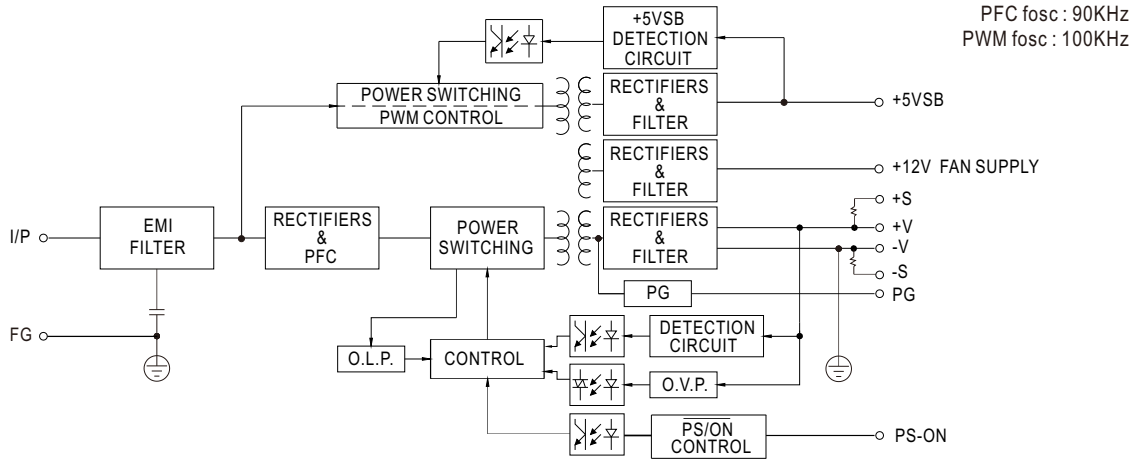 PFC fosc : 90KHz
PWM fosc : 100KHz
+5VSB
DETECTION
CIRCUIT
POWER SWITCHING
PWM CONTROL
RECTIFIERS
&
FILTER
+5VSB
RECTIFIERS
&
FILTER
+12V FAN SUPPLY
+S
I/P
EMI
FILTER
RECTIFIERS
&
PFC
POWER
SWITCHING
RECTIFIERS
&
FILTER
+V
-V
-S
PG
PG
FG
O.L.P.
CONTROL
DETECTION
CIRCUIT
O.V.P.
PS/ON
CONTROL
PS-ON